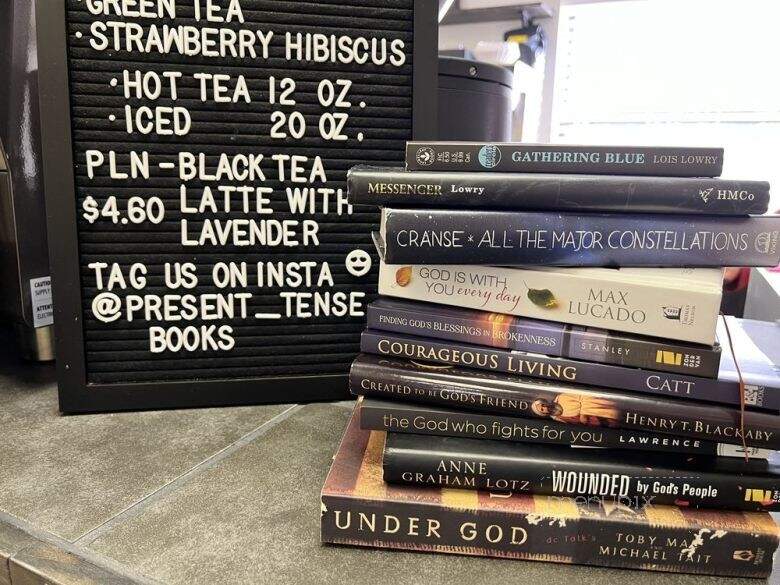 GREEN TEA
•STRAWBERRY HIBISCUS
•HOT TEA 12 OZ.
•ICED 20 OZ.
PLN-BLACK TEA
$4.60 LATTE WITH
LAVENDER
TAG US ON INSTA
@PRESENT_TENSE
BOOKS
GATHERING BLUE LOIS LOWRY
MESSENGER Lowry HMCo
CRANSE * ALL THE MAJOR CONSTELLATIONS
GOD IS WITH
YOU every day
MAX
LUCADO
FINDING GOD'S BLESSINGS IN BROKENNESS STANLEY
COURAGEOUS LIVING CATT
CREATED TO BE GOD'S FRIEND HENRY T. BLACKABY
the God who fights for you LAWRENCE
ANNE
GRAHAM LOTZ
WOUNDED by God's People
menupix
UNDER GOD
dc Talk's
TOBY MAC
MICHAEL TAIT